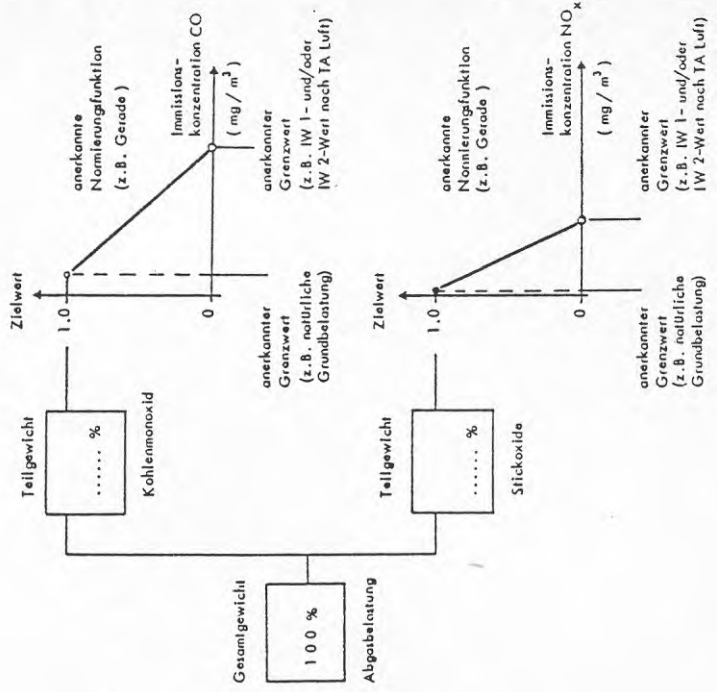 Gesamtgewicht
100 %
Abgasbelastung
Teilgewicht
...... %
Kohlenmonoxid
Zielwert
1.0
0
anerkannte
Normierungsfunktion
(z.B. Gerade)
Immissions-
konzentration CO
(mg / m³)
anerkannter
Grenzwert
(z.B. natürliche
Grundbelastung)
anerkannter
Grenzwert
(z.B. IW 1- und/oder
IW 2-Wert nach TA Luft)
Teilgewicht
...... %
Stickoxide
Zielwert
1.0
0
anerkannte
Normierungsfunktion
(z.B. Gerade)
Immissions-
konzentration NOₓ
(mg / m³)
anerkannter
Grenzwert
(z.B. natürliche
Grundbelastung)
anerkannter
Grenzwert
(z.B. IW 1- und/oder
IW 2-Wert nach TA Luft)